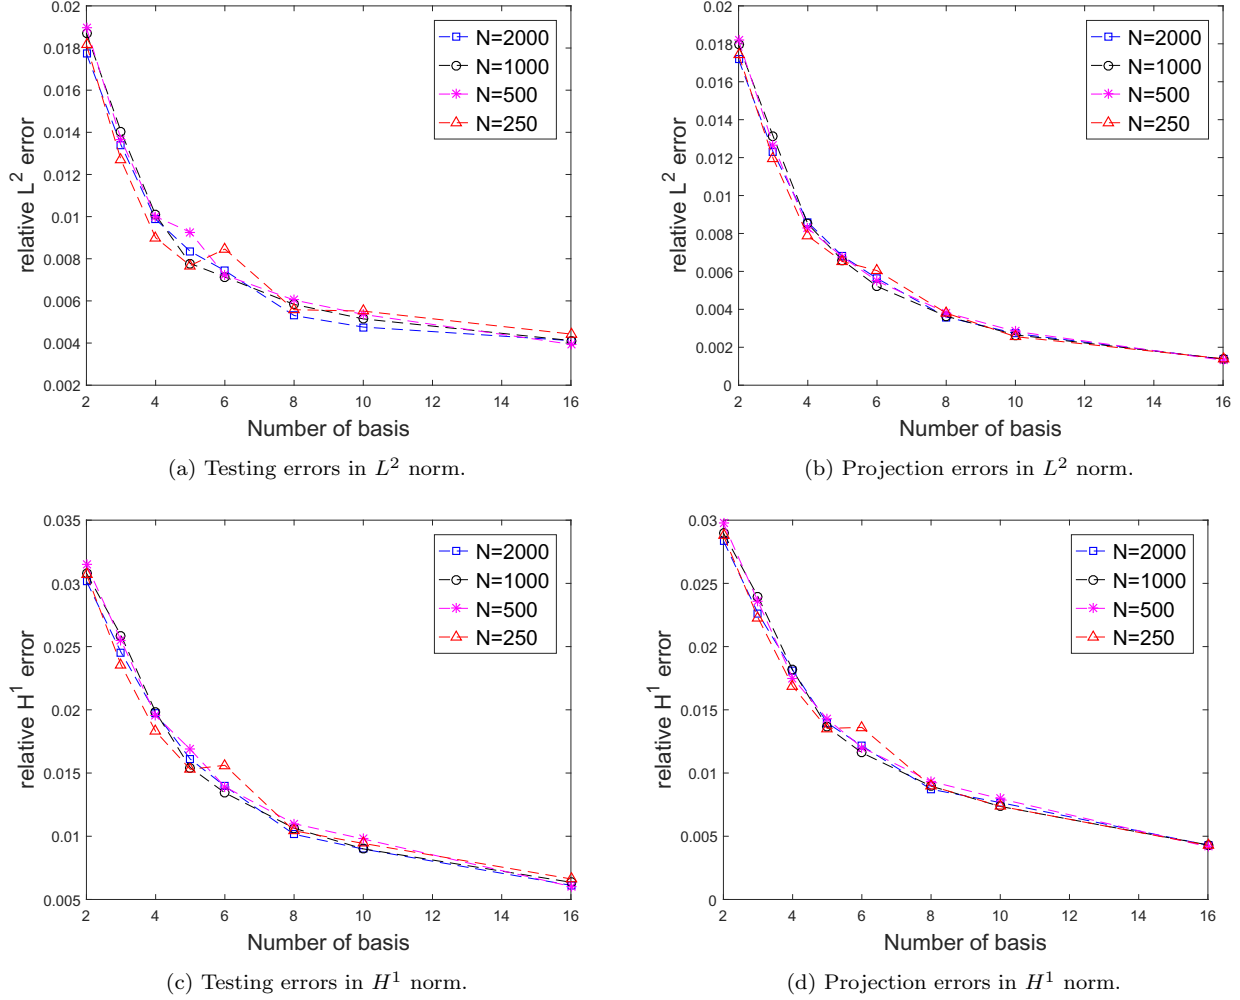 0.02
0.018
0.016
0.014
0.012
0.01
0.008
0.006
0.004
0.002
relative L² error
2 4 6 8 10 12 14 16
Number of basis
N=2000
N=1000
N=500
N=250
(a) Testing errors in L² norm.
0.02
0.018
0.016
0.014
0.012
0.01
0.008
0.006
0.004
0.002
0
relative L² error
2 4 6 8 10 12 14 16
Number of basis
N=2000
N=1000
N=500
N=250
(b) Projection errors in L² norm.
0.035
0.03
0.025
0.02
0.015
0.01
0.005
relative H¹ error
2 4 6 8 10 12 14 16
Number of basis
N=2000
N=1000
N=500
N=250
(c) Testing errors in H¹ norm.
0.03
0.025
0.02
0.015
0.01
0.005
0
relative H¹ error
2 4 6 8 10 12 14 16
Number of basis
N=2000
N=1000
N=500
N=250
(d) Projection errors in H¹ norm.